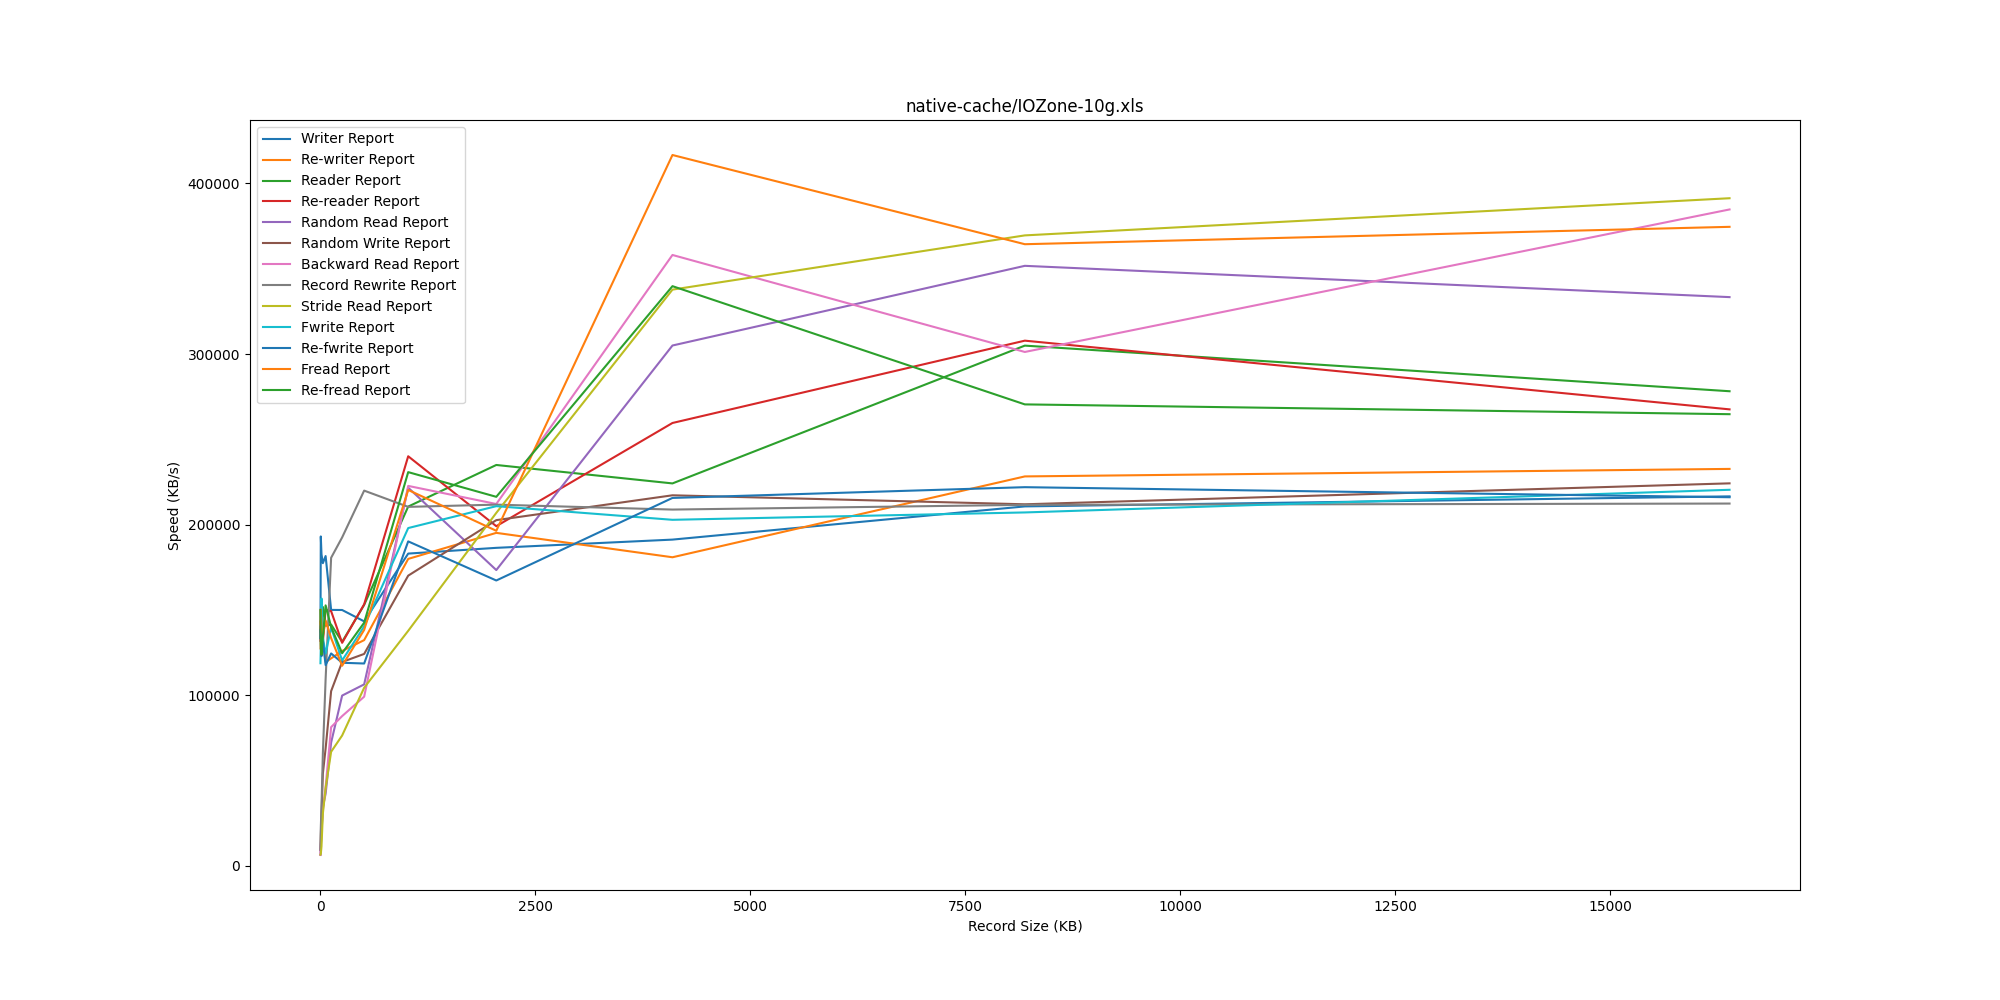 native-cache/IOZone-10g.xls
Writer Report
Re-writer Report
Reader Report
Re-reader Report
Random Read Report
Random Write Report
Backward Read Report
Record Rewrite Report
Stride Read Report
Fwrite Report
Re-fwrite Report
Fread Report
Re-fread Report
Speed (KB/s)
400000
300000
200000
100000
0
0 2500 5000 7500 10000 12500 15000
Record Size (KB)